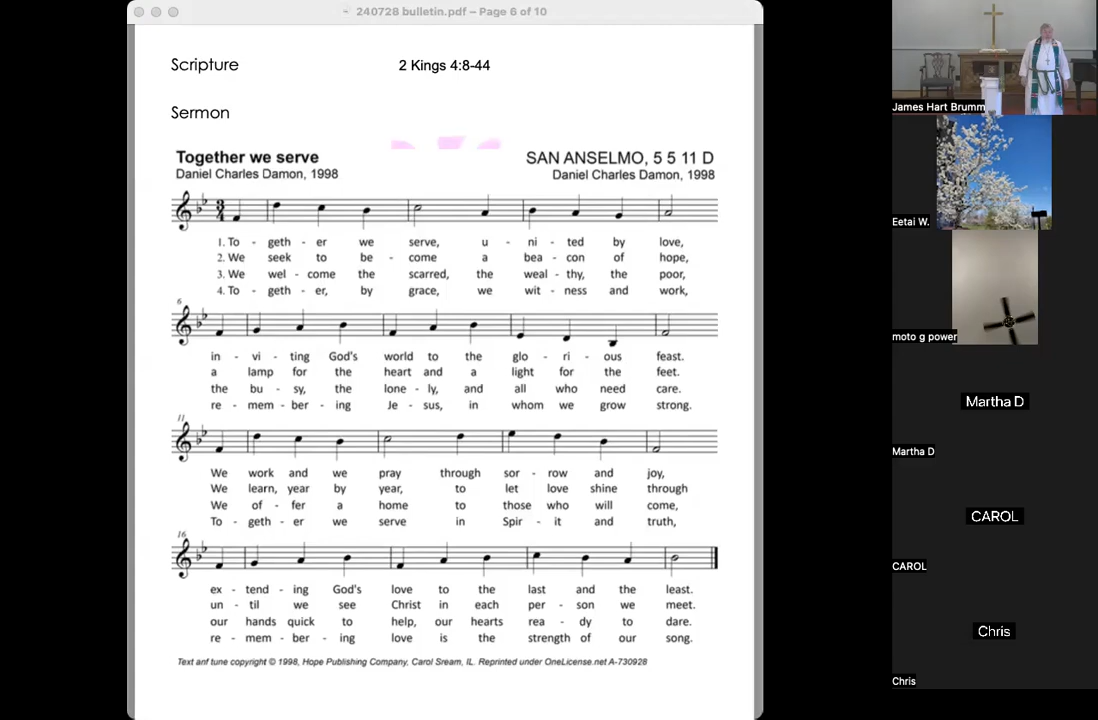 240728 bulletin.pdf – Page 6 of 10
Scripture 2 Kings 4:8-44
Sermon
Together we serve SAN ANSELMO, 5 5 11 D
Daniel Charles Damon, 1998 Daniel Charles Damon, 1998
1. To - geth - er we serve, u - ni - ted by love,
2. We seek to be - come a bea - con of hope,
3. We wel - come the scarred, the weal - thy, the poor,
4. To - geth - er, by grace, we wit - ness and work,
6
in - vi - ting God's world to the glo - ri - ous feast.
a lamp for the heart and a light for the feet.
the bu - sy, the lone - ly, and all who need care.
re - mem - ber - ing Je - sus, in whom we grow strong.
11
We work and we pray through sor - row and joy,
We learn, year by year, to let love shine through
We of - fer a home to those who will come,
To - geth - er we serve in Spir - it and truth,
16
ex - tend - ing God's love to the last and the least.
un - til we see Christ in each per - son we meet.
our hands quick to help, our hearts rea - dy to dare.
re - mem - ber - ing love is the strength of our song.
Text anf tune copyright © 1998, Hope Publishing Company, Carol Sream, IL. Reprinted under OneLicense.net A-730928
James Hart Brumm
Eetai W.
moto g power
Martha D
Martha D
CAROL
CAROL
Chris
Chris